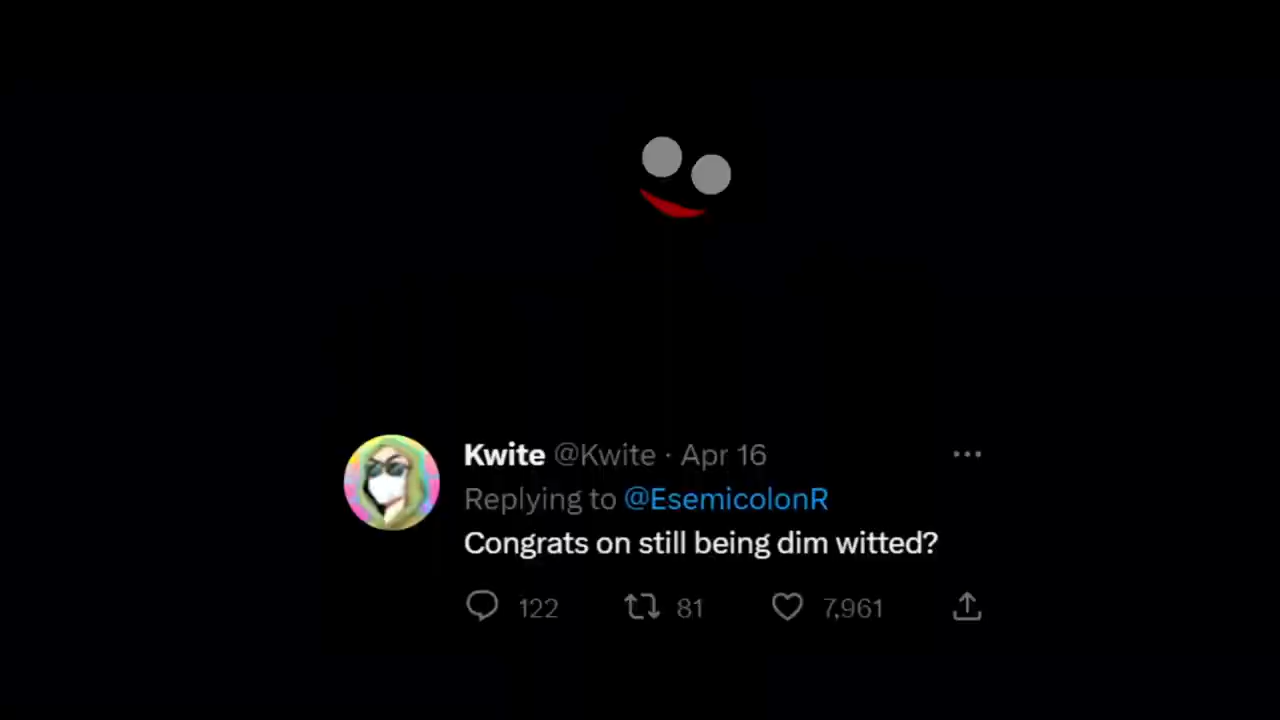 Kwite @Kwite · Apr 16
Replying to @EsemicolonR
Congrats on still being dim witted?
122 81 7,961